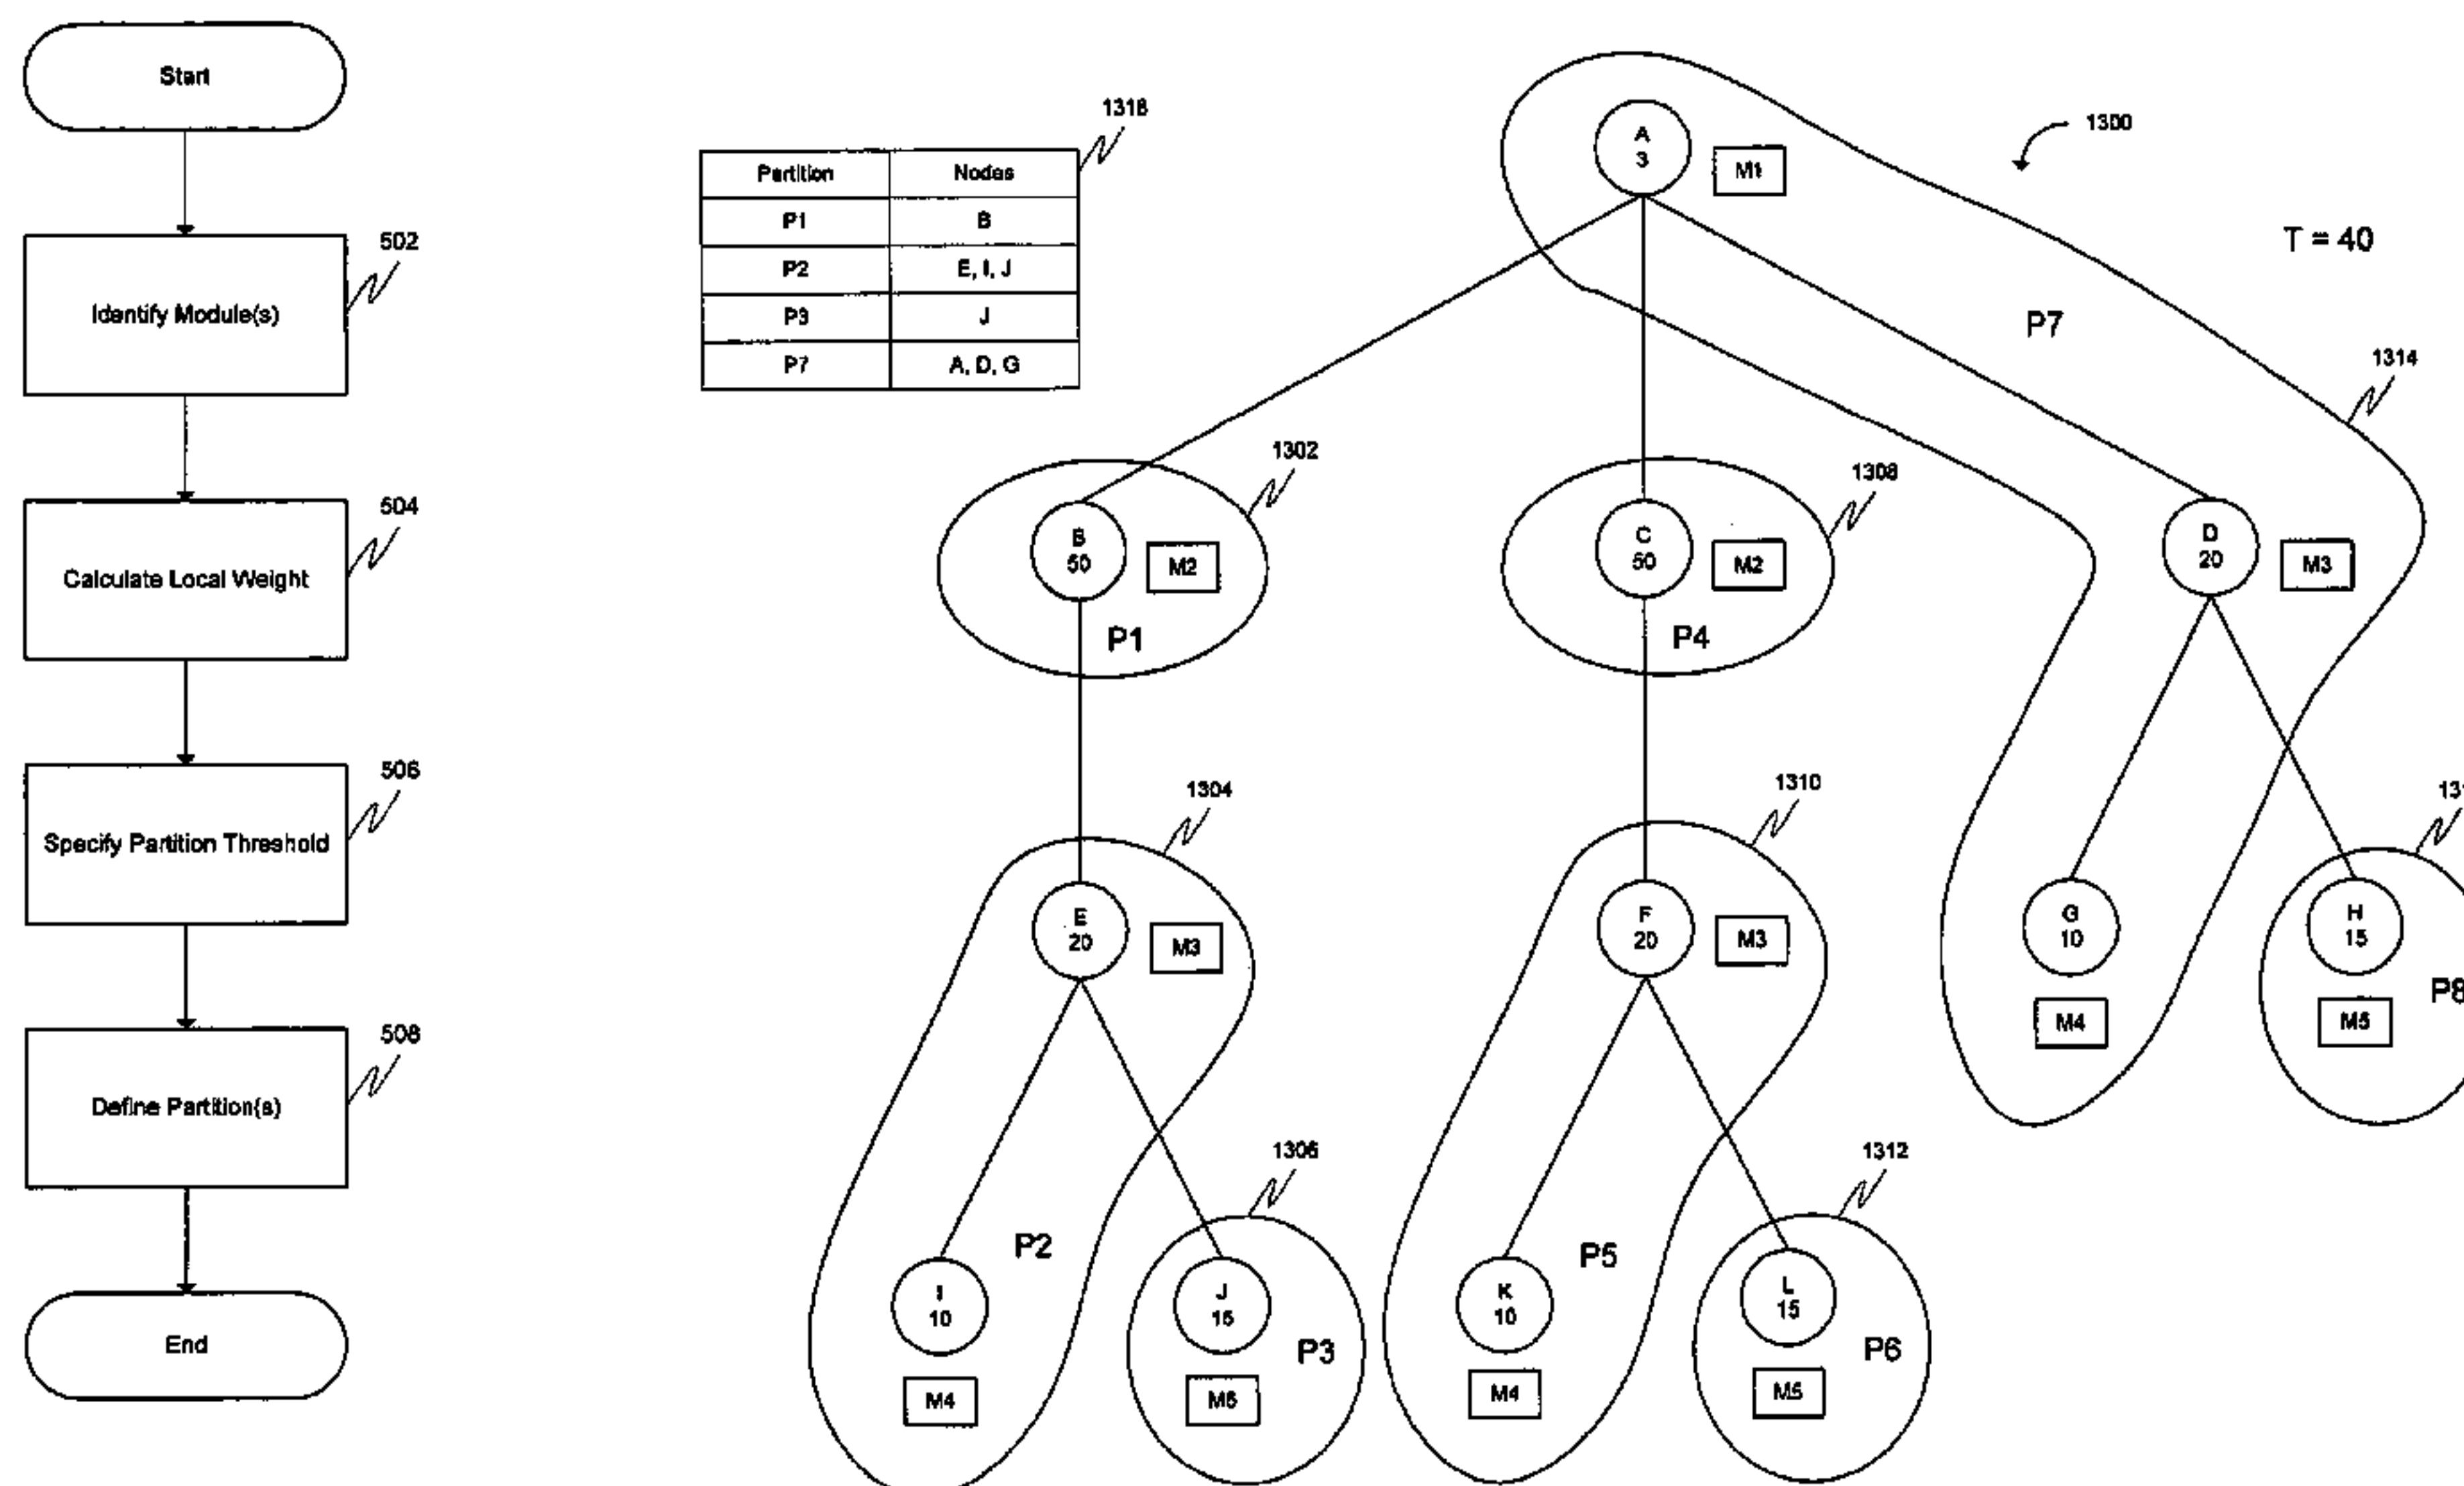 Start
502
Identify Module(s)
504
Calculate Local Weight
506
Specify Partition Threshold
508
Define Partition(s)
End
1318
Partition Nodes
P1 B
P2 E, I, J
P3 J
P7 A, D, G
1300
T = 40
A
3
M1
P7
1314
1302
B
50
M2
P1
1308
C
50
M2
P4
D
20
M3
1304
E
20
M3
1310
F
20
M3
G
10
M4
H
15
M5
P8
P2
I
10
M4
1306
J
15
P3
M5
P5
K
10
M4
1312
L
15
P6
M5